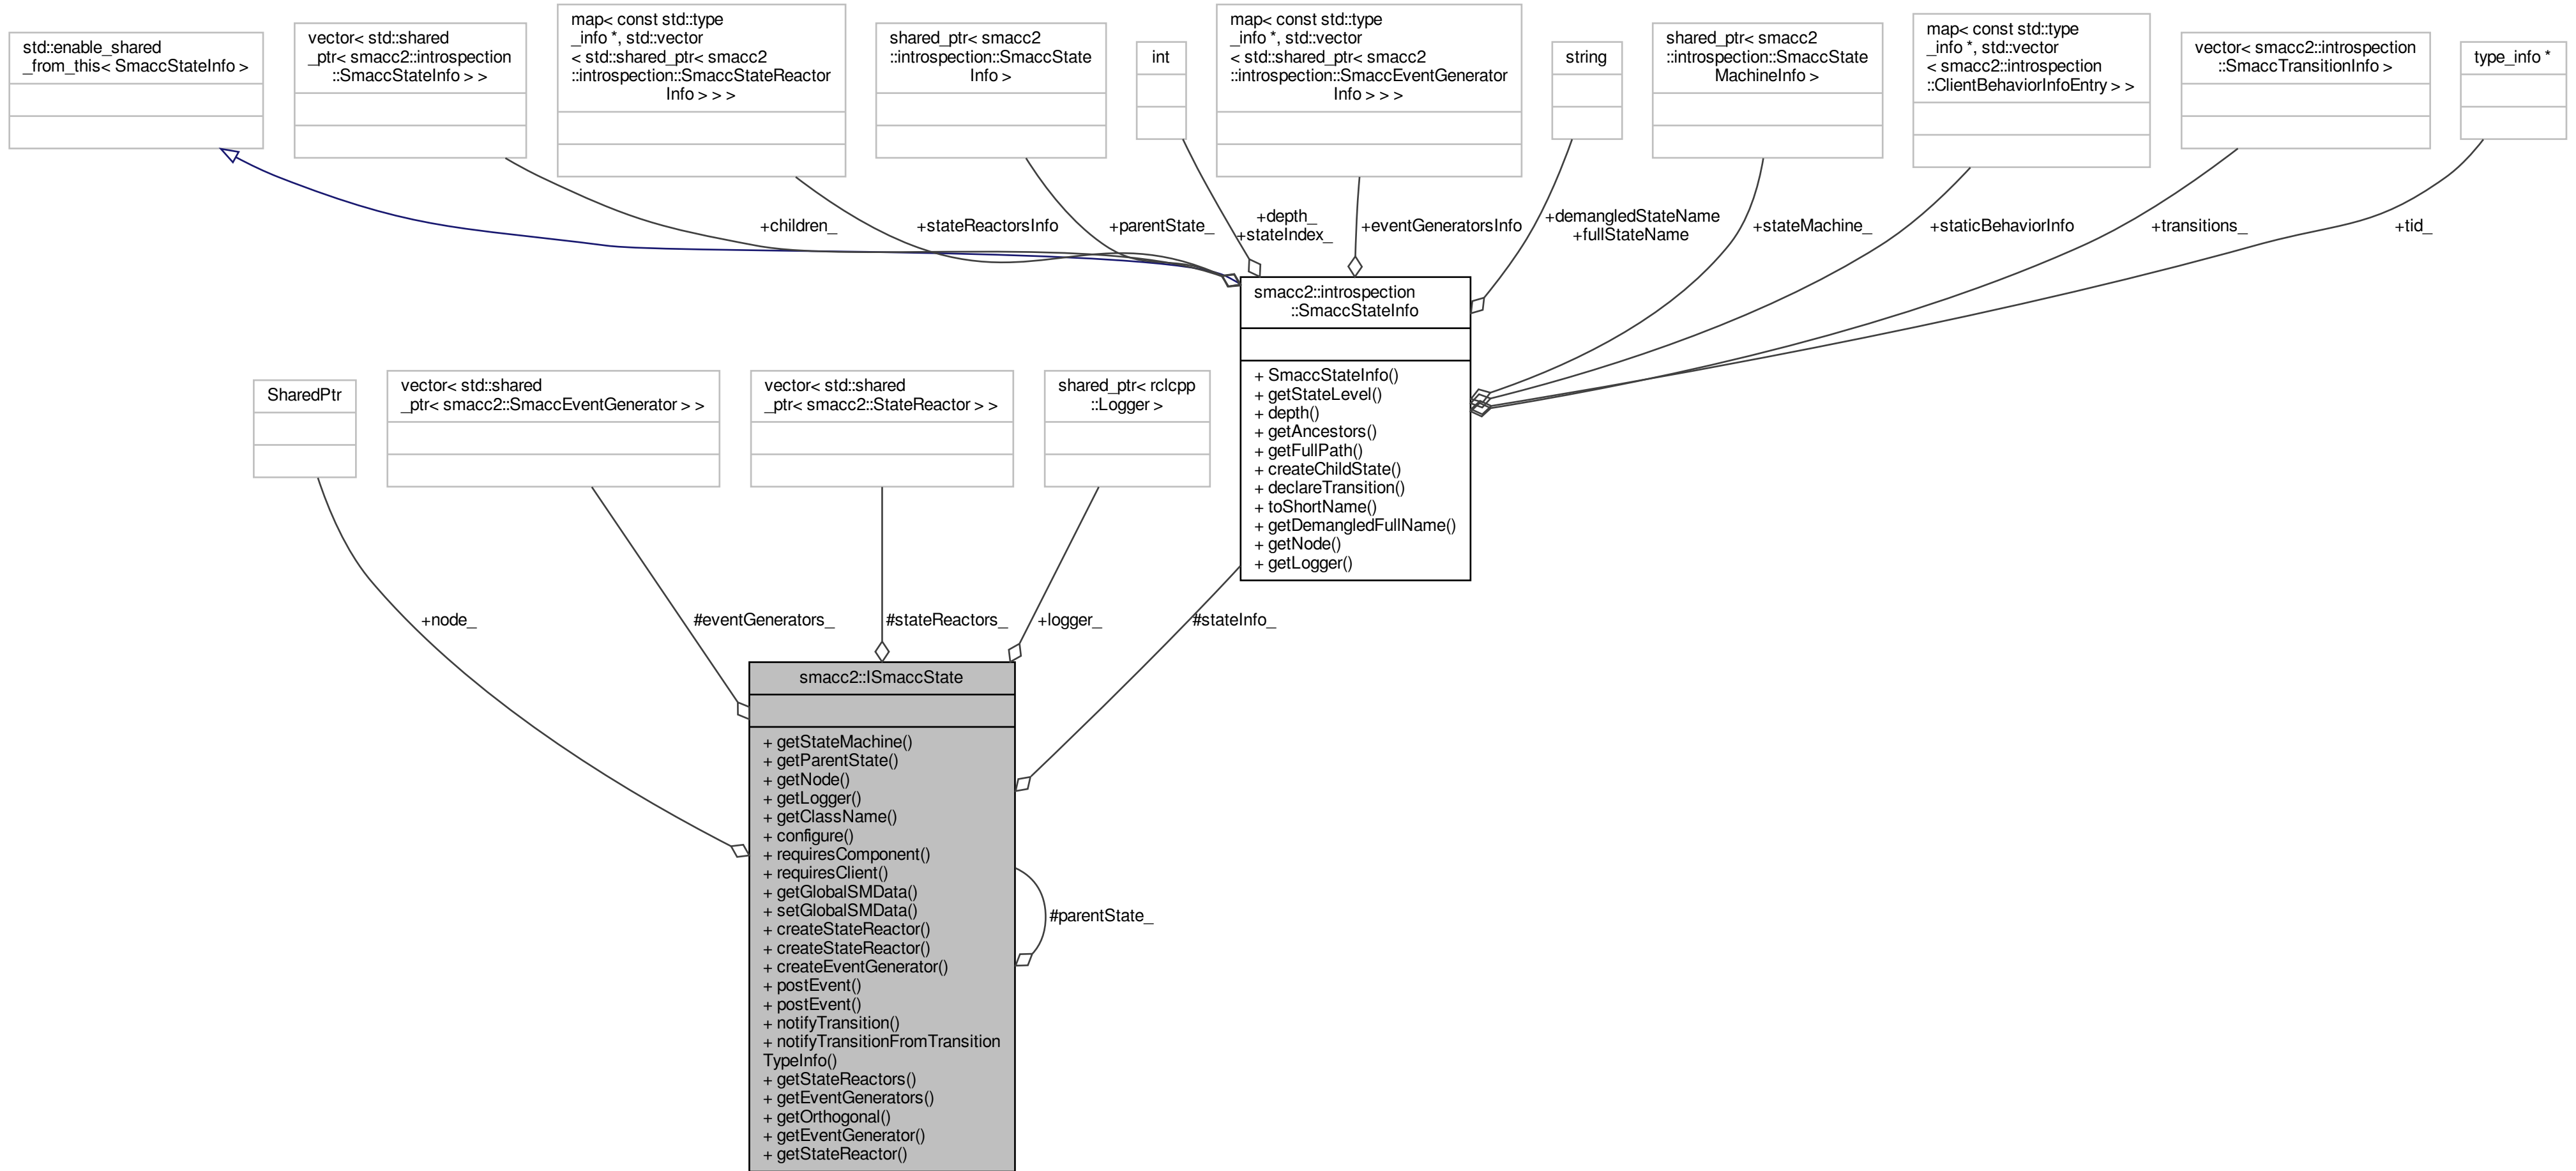 std::enable_shared
_from_this< SmaccStateInfo >
vector< std::shared
_ptr< smacc2::introspection
::SmaccStateInfo > >
map< const std::type
_info *, std::vector
< std::shared_ptr< smacc2
::introspection::SmaccStateReactor
Info > > >
shared_ptr< smacc2
::introspection::SmaccState
Info >
int
map< const std::type
_info *, std::vector
< std::shared_ptr< smacc2
::introspection::SmaccEventGenerator
Info > > >
string
shared_ptr< smacc2
::introspection::SmaccState
MachineInfo >
map< const std::type
_info *, std::vector
< smacc2::introspection
::ClientBehaviorInfoEntry > >
vector< smacc2::introspection
::SmaccTransitionInfo >
type_info *
+children_
+stateReactorsInfo
+parentState_
+depth_
+stateIndex_
+eventGeneratorsInfo
+demangledStateName
+fullStateName
+stateMachine_
+staticBehaviorInfo
+transitions_
+tid_
smacc2::introspection
::SmaccStateInfo
+ SmaccStateInfo()
+ getStateLevel()
+ depth()
+ getAncestors()
+ getFullPath()
+ createChildState()
+ declareTransition()
+ toShortName()
+ getDemangledFullName()
+ getNode()
+ getLogger()
SharedPtr
vector< std::shared
_ptr< smacc2::SmaccEventGenerator > >
vector< std::shared
_ptr< smacc2::StateReactor > >
shared_ptr< rclcpp
::Logger >
+node_
#eventGenerators_
#stateReactors_
+logger_
#stateInfo_
smacc2::ISmaccState
+ getStateMachine()
+ getParentState()
+ getNode()
+ getLogger()
+ getClassName()
+ configure()
+ requiresComponent()
+ requiresClient()
+ getGlobalSMData()
+ setGlobalSMData()
+ createStateReactor()
+ createStateReactor()
+ createEventGenerator()
+ postEvent()
+ postEvent()
+ notifyTransition()
+ notifyTransitionFromTransition
TypeInfo()
+ getStateReactors()
+ getEventGenerators()
+ getOrthogonal()
+ getEventGenerator()
+ getStateReactor()
#parentState_